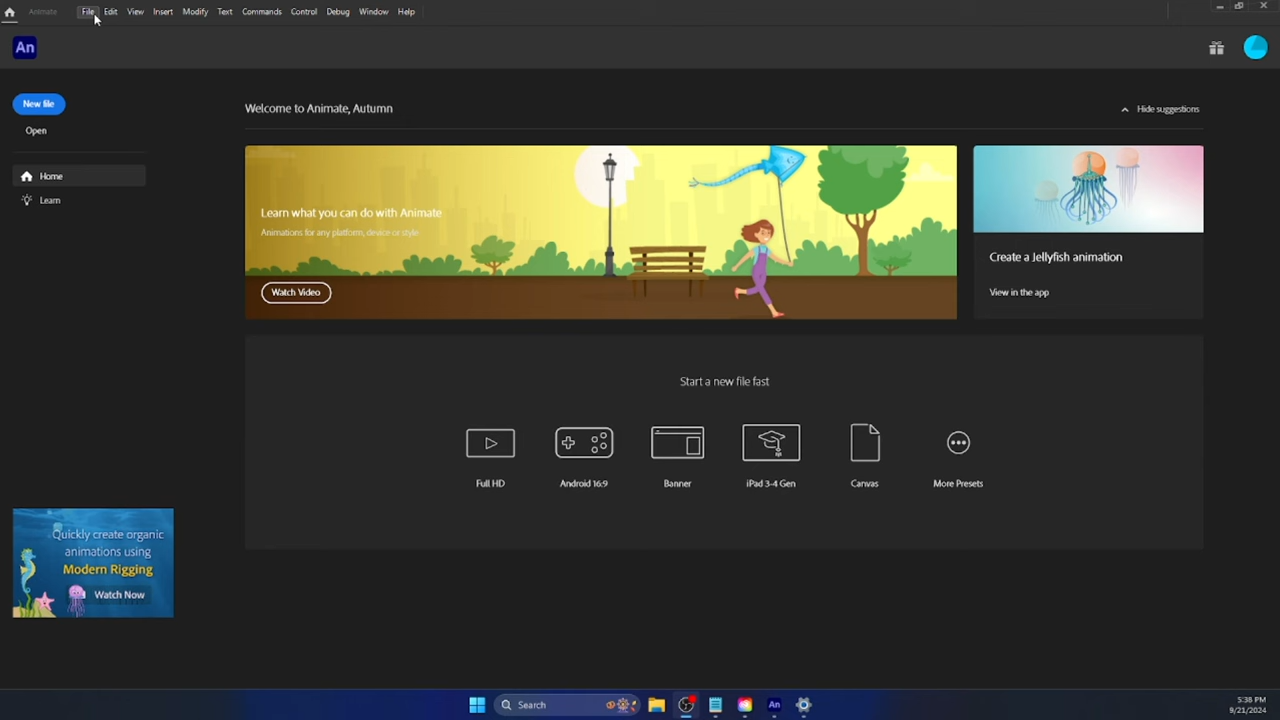 Animate File Edit View Insert Modify Text Commands Control Debug Window Help
An
New file
Open
Home
Learn
Welcome to Animate, Autumn
Hide suggestions
Learn what you can do with Animate
Animations for any platform, device or style
Watch Video
Create a Jellyfish animation
View in the app
Start a new file fast
Full HD
Android 16:9
Banner
iPad 3-4 Gen
Canvas
More Presets
Quickly create organic
animations using
Modern Rigging
Watch Now
Search
An
5:38 PM
9/21/2024